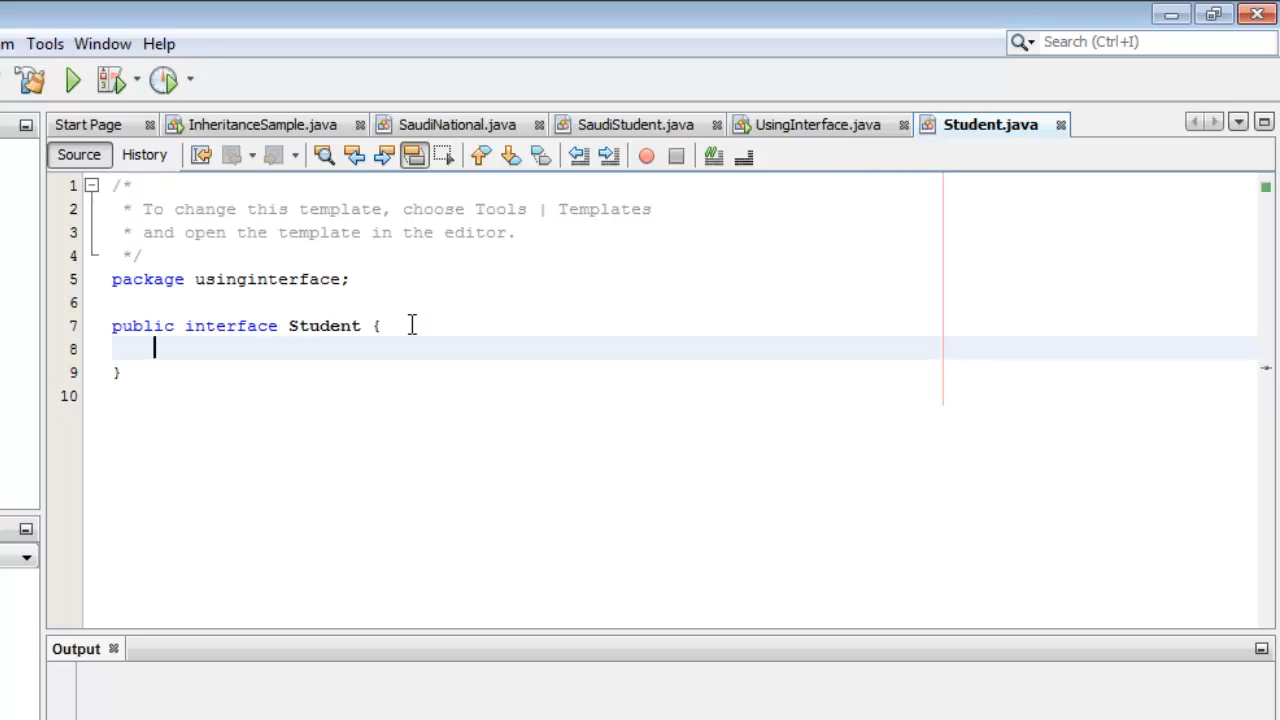 m Tools Window Help
Search (Ctrl+I)
Start Page InheritanceSample.java SaudiNational.java SaudiStudent.java UsingInterface.java Student.java
Source History
1 /*
2 * To change this template, choose Tools | Templates
3 * and open the template in the editor.
4 */
5 package usinginterface;
6
7 public interface Student {
8
9 }
10
Output